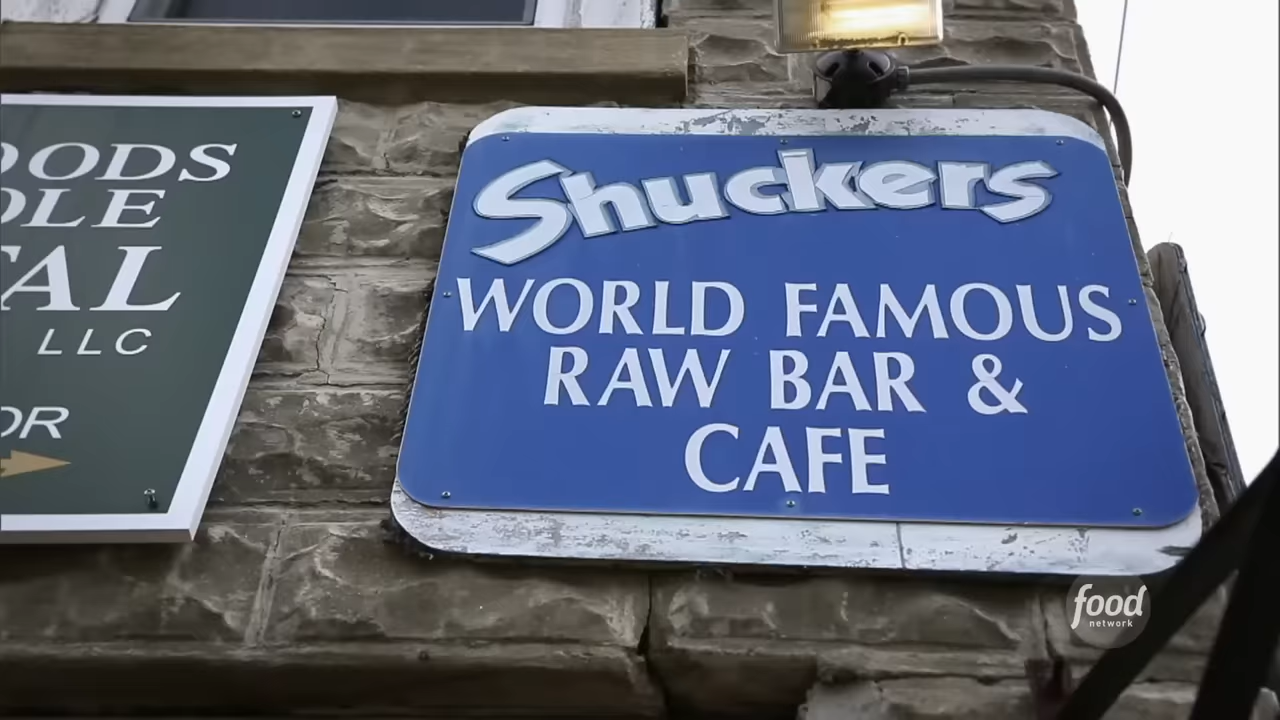 OODS
OLE
TAL
LLC
OR
Shuckers
WORLD FAMOUS
RAW BAR &
CAFE
food
network